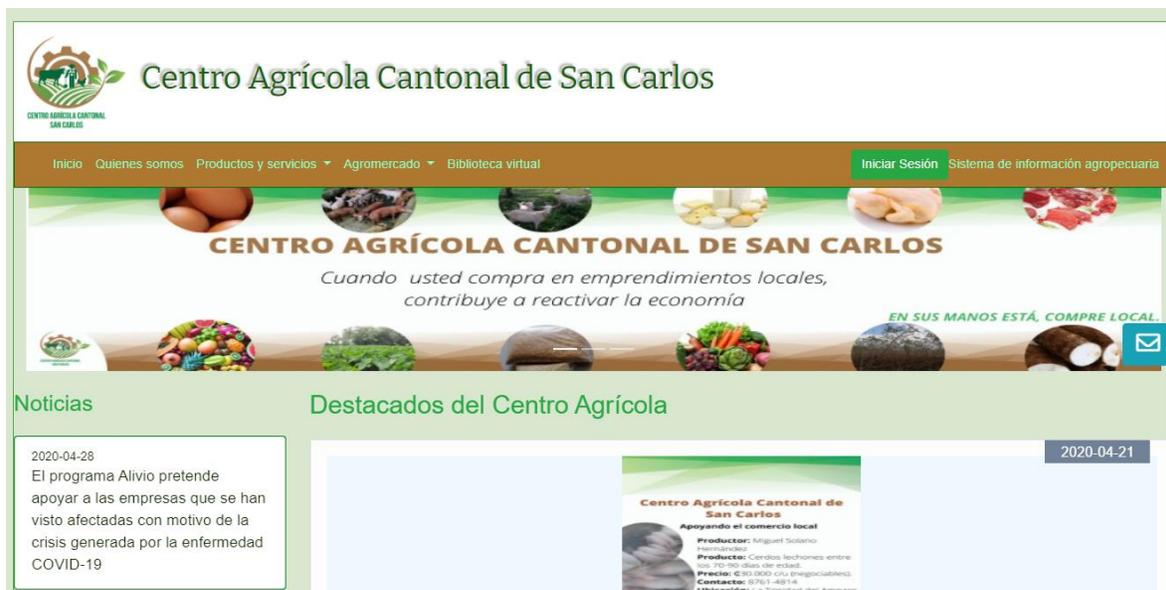 CENTRO AGRÍCOLA CANTONAL
SAN CARLOS
Centro Agrícola Cantonal de San Carlos
Inicio Quienes somos Productos y servicios Agromercado Biblioteca virtual Iniciar Sesión Sistema de información agropecuaria
CENTRO AGRÍCOLA CANTONAL DE SAN CARLOS
Cuando usted compra en emprendimientos locales,
contribuye a reactivar la economía
EN SUS MANOS ESTÁ, COMPRE LOCAL.
Noticias
2020-04-28
El programa Alivio pretende
apoyar a las empresas que se han
visto afectadas con motivo de la
crisis generada por la enfermedad
COVID-19
Destacados del Centro Agrícola
2020-04-21
Centro Agrícola Cantonal de
San Carlos
Apoyando el comercio local
Productor: Miguel Solano
Hernández
Producto: Cerdos lechones entre
los 70-90 días de edad.
Precio: ₡30.000 c/u (negociables).
Contacto: 8761-4814